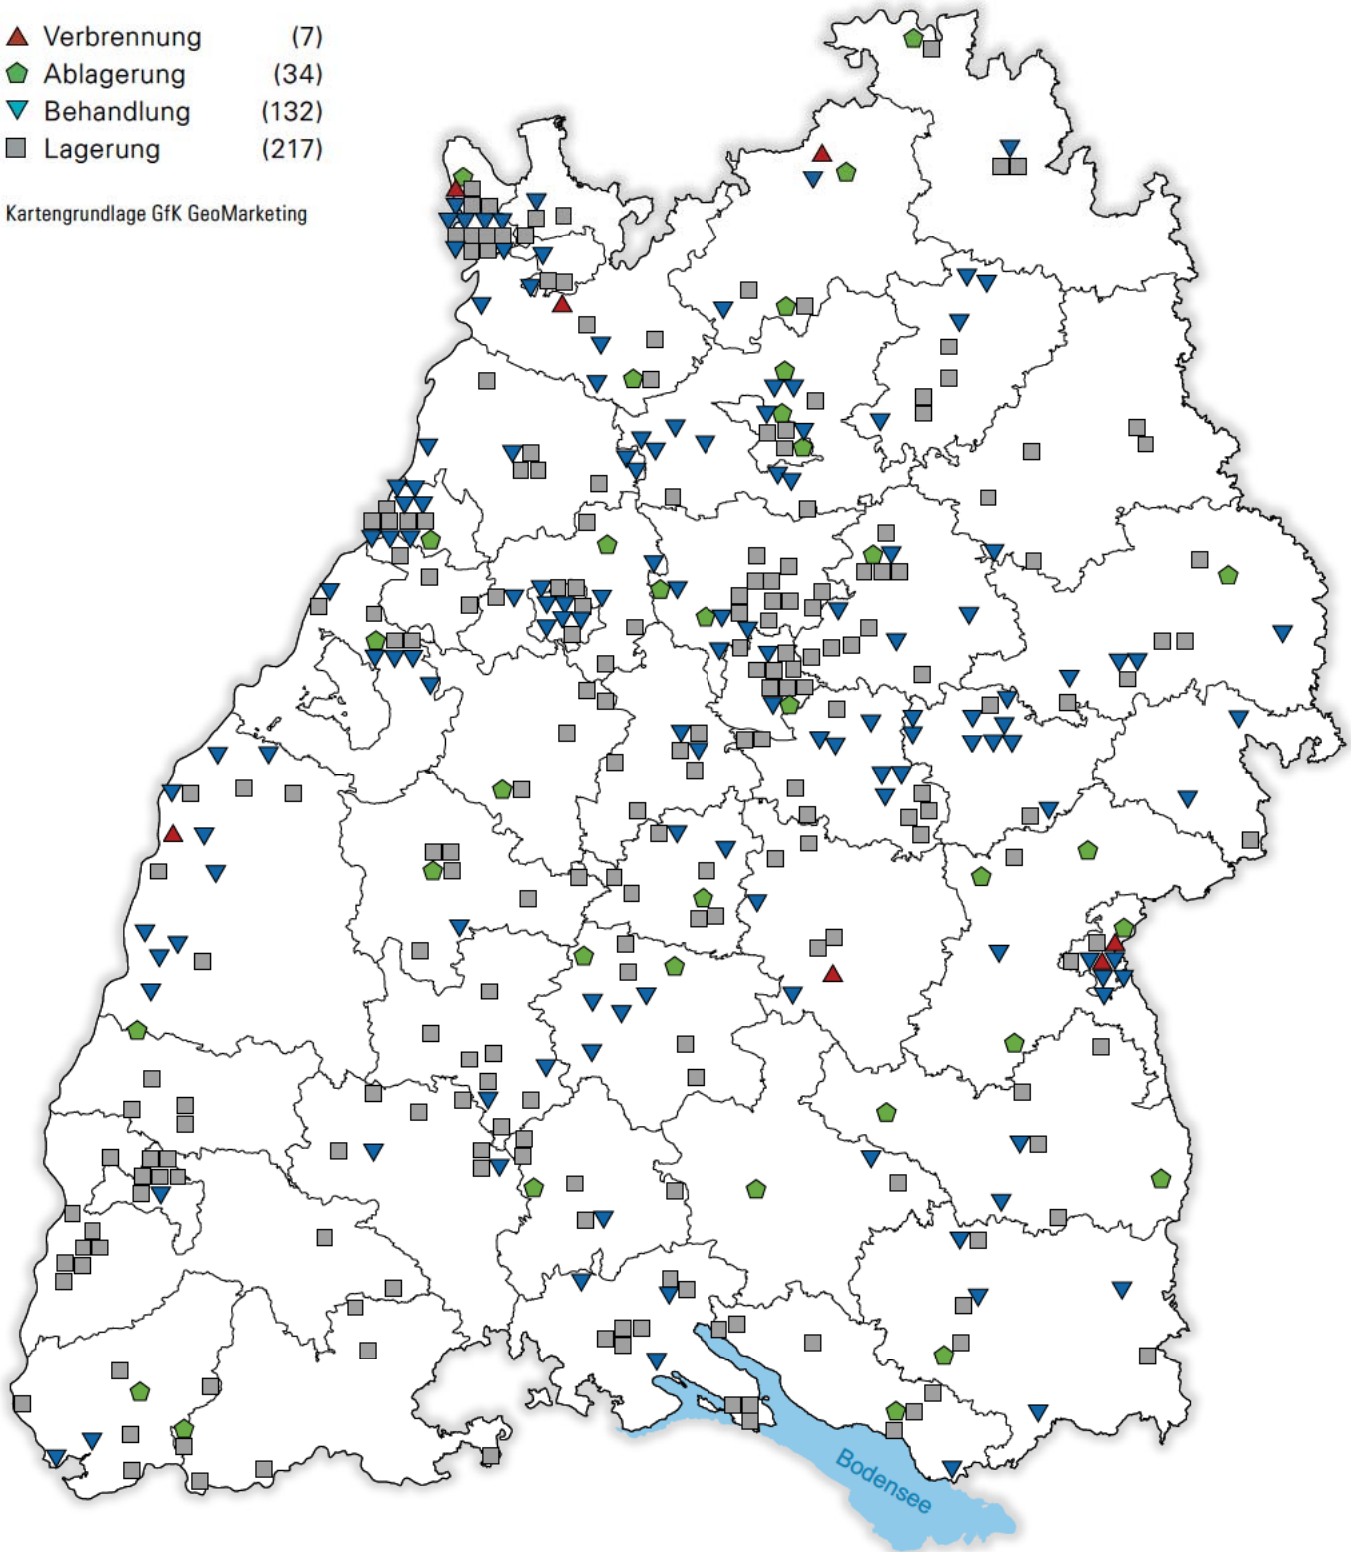 Verbrennung (7)
Ablagerung (34)
Behandlung (132)
Lagerung (217)
Kartengrundlage GfK GeoMarketing
Bodensee